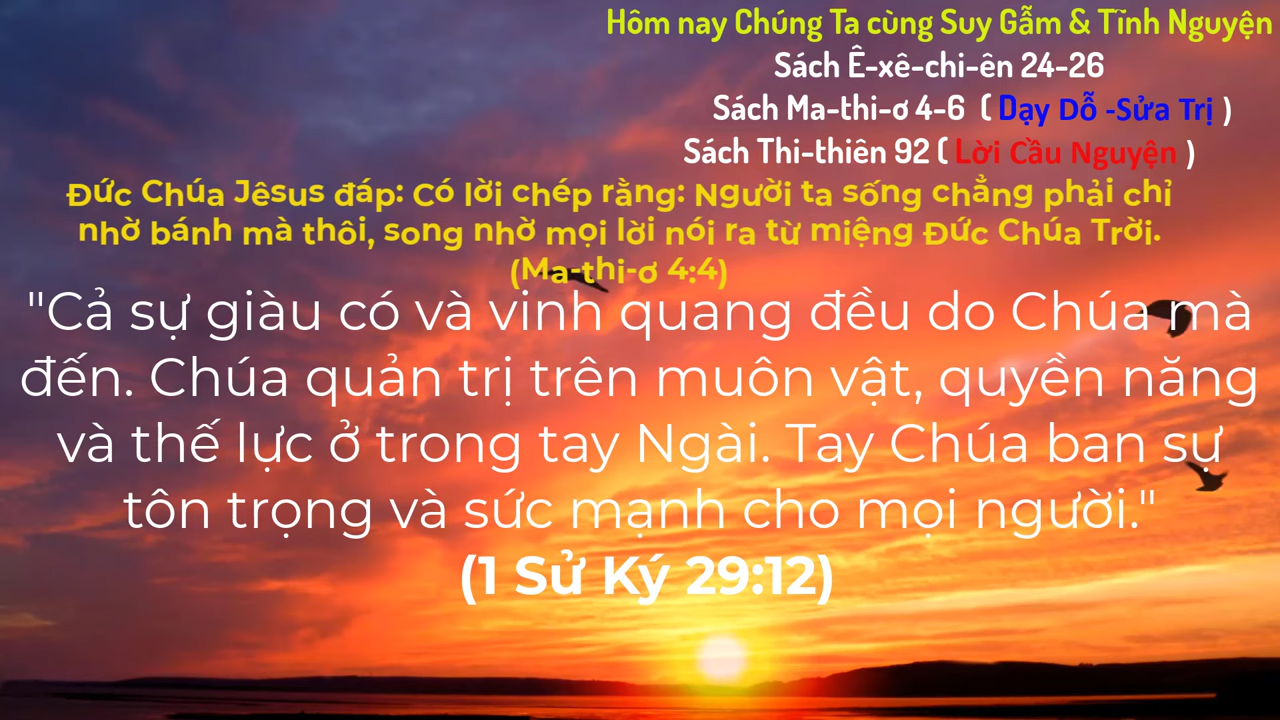 Hôm nay Chúng Ta cùng Suy Gẫm & Tĩnh Nguyện
Sách Ê-xê-chi-ên 24-26
Sách Ma-thi-ơ 4-6 ( Dạy Dỗ -Sửa Trị )
Sách Thi-thiên 92 ( Lời Cầu Nguyện )
Đức Chúa Jêsus đáp: Có lời chép rằng: Người ta sống chẳng phải chỉ
nhờ bánh mà thôi, song nhờ mọi lời nói ra từ miệng Đức Chúa Trời.
(Ma-thi-ơ 4:4)
"Cả sự giàu có và vinh quang đều do Chúa mà
đến. Chúa quản trị trên muôn vật, quyền năng
và thế lực ở trong tay Ngài. Tay Chúa ban sự
tôn trọng và sức mạnh cho mọi người."
(1 Sử Ký 29:12)